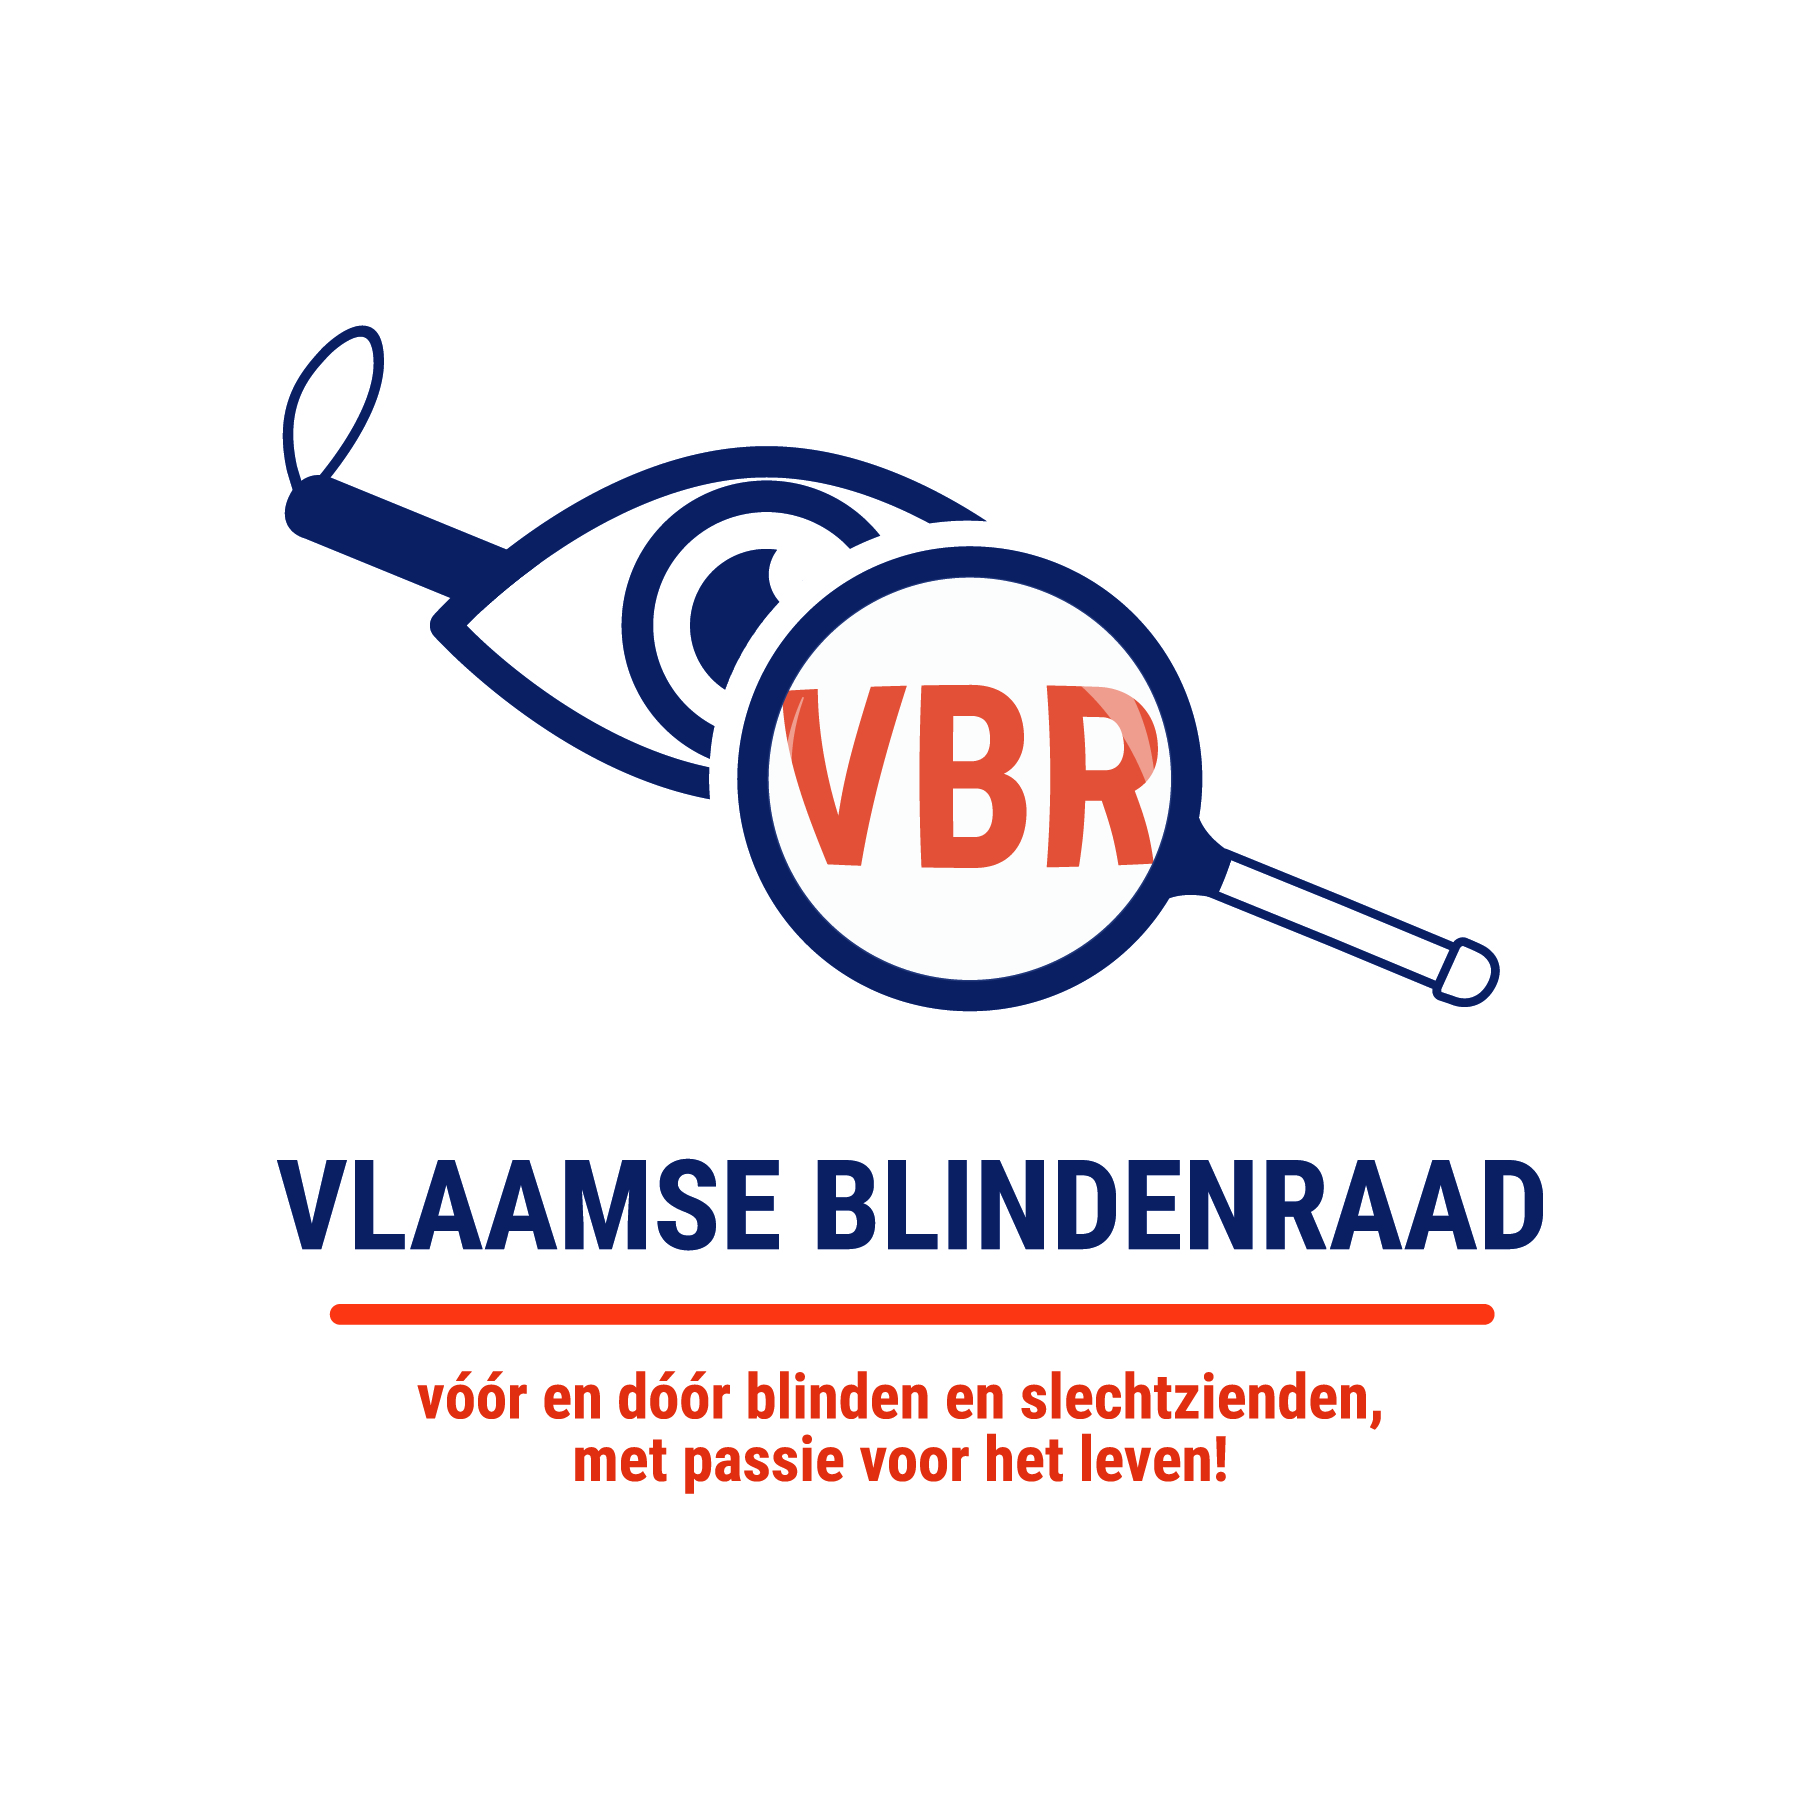 VBR
VLAAMSE BLINDENRAAD
vóór en dóór blinden en slechtzienden,
met passie voor het leven!